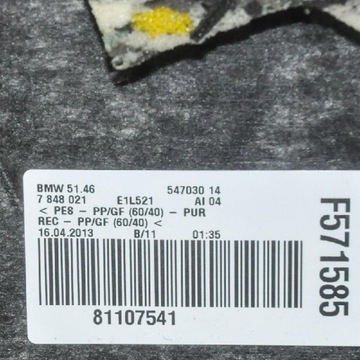 BMW 51.46 547030 14
7 848 021 E1L521 AI 04
< PES - PP/GF (60/40) - PUR
REC - PP/GF (60/40) <
16.04.2013 B/11 01:35
81107541
F571585